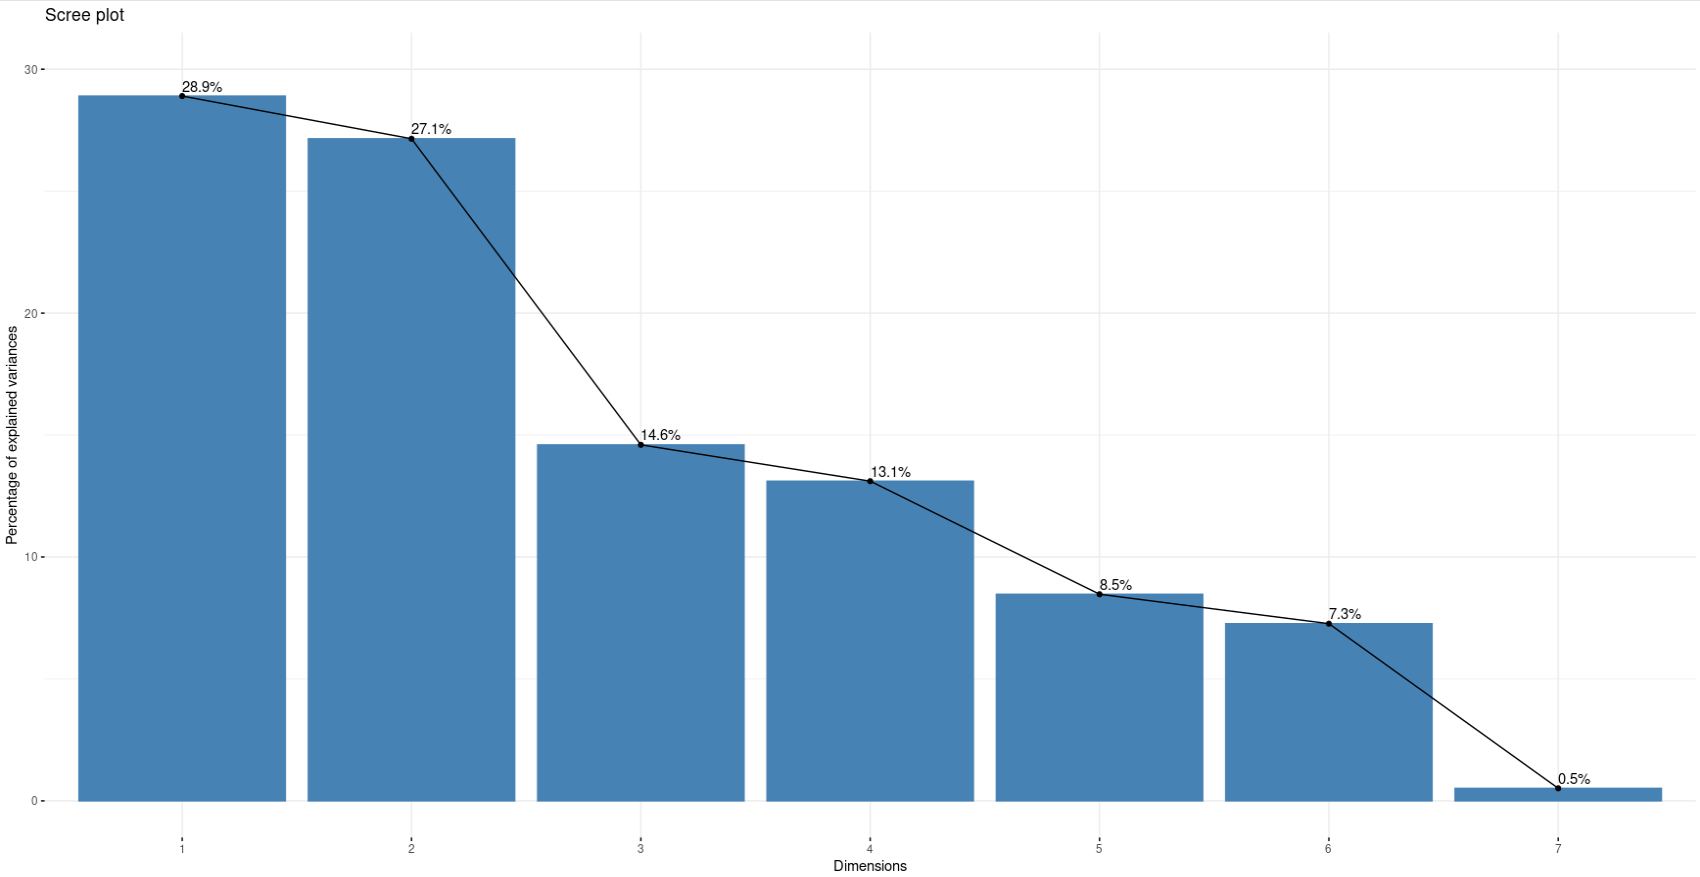 Scree plot
30
28.9%
27.1%
20
14.6%
13.1%
10
8.5%
7.3%
0.5%
0
Percentage of explained variances
1 2 3 4 5 6 7
Dimensions